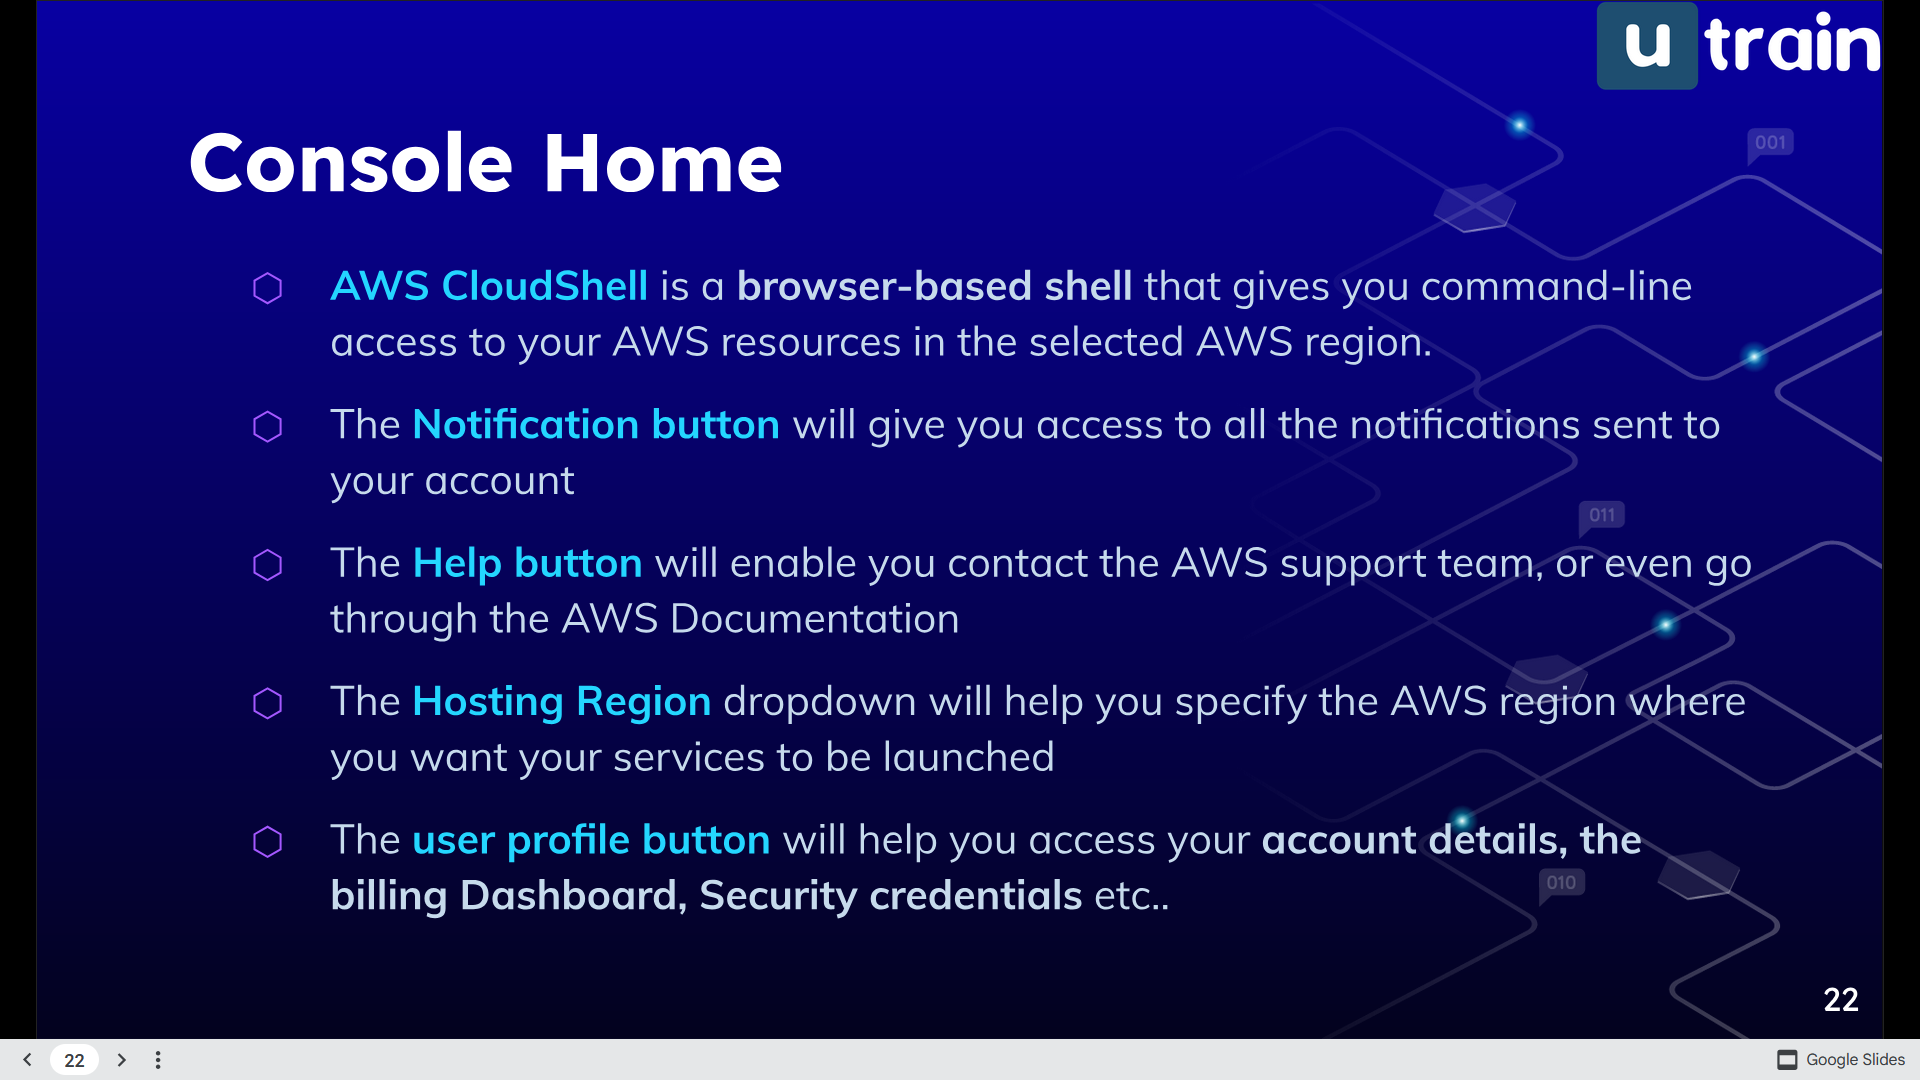 u train
001
Console Home
AWS CloudShell is a browser-based shell that gives you command-line
access to your AWS resources in the selected AWS region.
The Notification button will give you access to all the notifications sent to
your account
011
The Help button will enable you contact the AWS support team, or even go
through the AWS Documentation
The Hosting Region dropdown will help you specify the AWS region where
you want your services to be launched
The user profile button will help you access your account details, the
billing Dashboard, Security credentials etc..
010
22
22
Google Slides